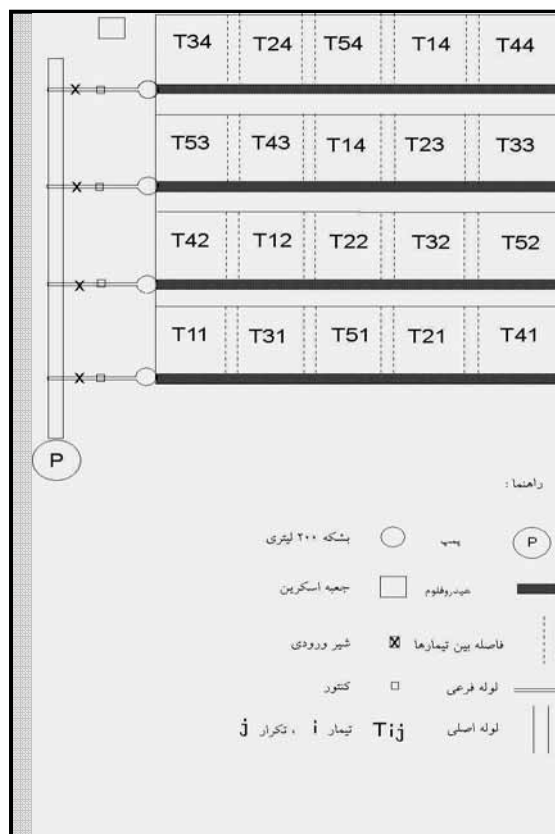 T34 T24 T54 T14 T44
T53 T43 T14 T23 T33
T42 T12 T22 T32 T52
T11 T31 T51 T21 T41
P
راهنما :
P پمپ بشکه ۲۰۰ لیتری
هیدروفلوم جعبه اسکرین
فاصله بین تیمارها X شیر ورودی
لوله فرعی کنتور
لوله اصلی Tij تیمار i ، تکرار j